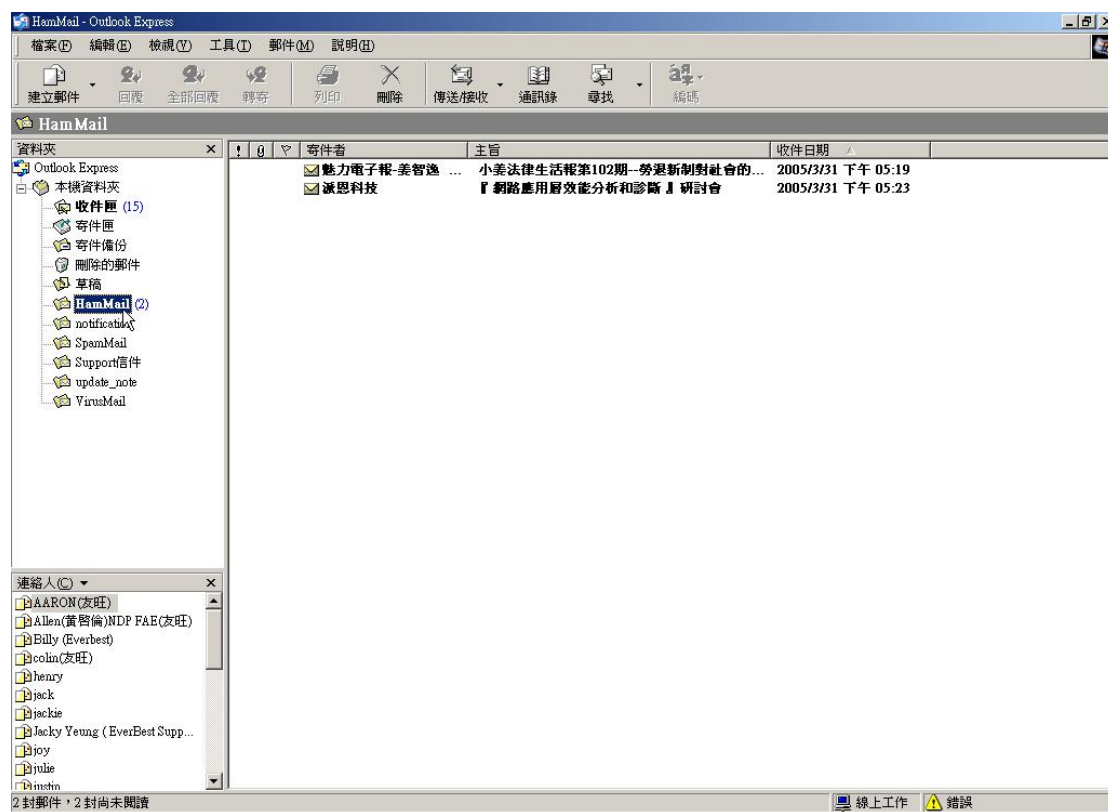 HamMail - Outlook Express
檔案(F) 編輯(E) 檢視(V) 工具(T) 郵件(M) 說明(H)
建立郵件 回覆 全部回覆 轉寄 列印 刪除 傳送/接收 通訊錄 尋找 編碼
HamMail
資料夾
! 寄件者 主旨 收件日期
Outlook Express
本機資料夾
收件匣 (15)
寄件匣
寄件備份
刪除的郵件
草稿
HamMail (2)
notification
SpamMail
Support信件
update_note
VirusMail
魅力電子報-姜智逸 ... 小姜法律生活報第102期--勞退新制對社會的... 2005/3/31 下午 05:19
派恩科技 『 網路應用層效能分析和診斷 』 研討會 2005/3/31 下午 05:23
連絡人(C)
AARON(友旺)
Allen(黃晵倫)NDP FAE(友旺)
Billy (Everbest)
colin(友旺)
henry
jack
jackie
Jacky Yeung ( EverBest Supp...
joy
julie
justin
2 封郵件，2 封尚未閱讀
線上工作 錯誤